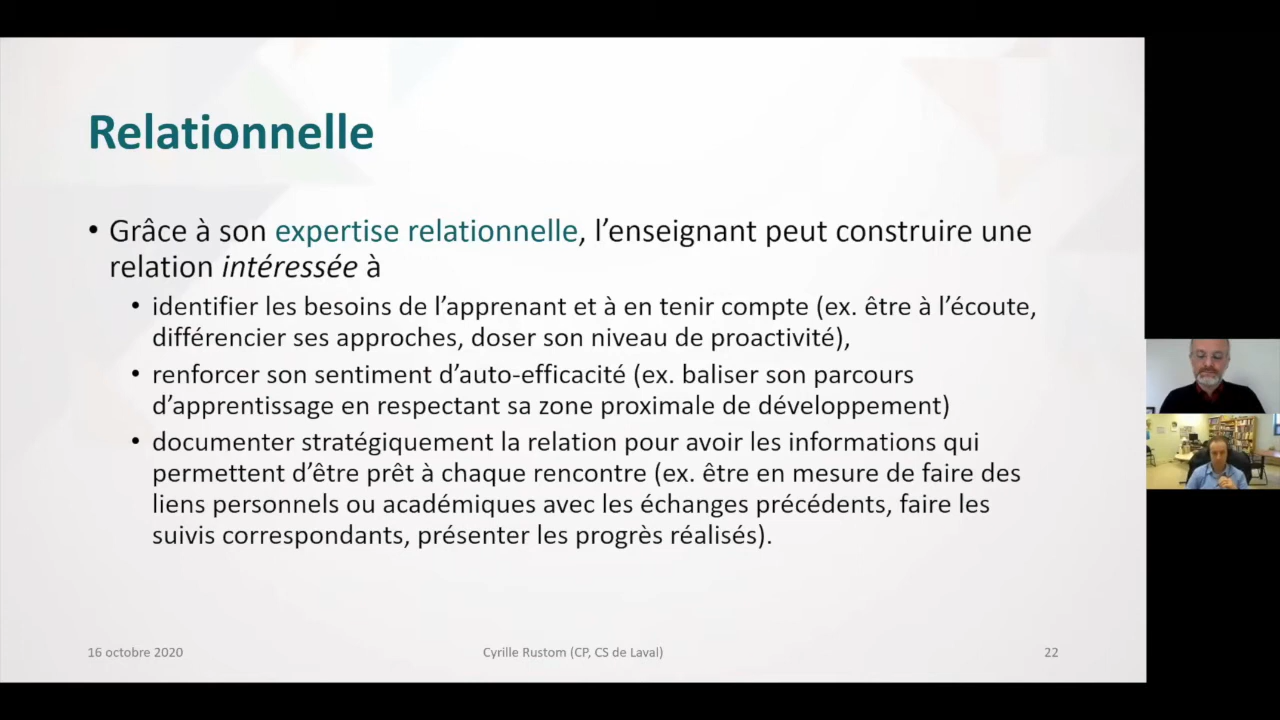 Relationnelle
• Grâce à son expertise relationnelle, l’enseignant peut construire une
relation intéressée à
• identifier les besoins de l’apprenant et à en tenir compte (ex. être à l’écoute,
différencier ses approches, doser son niveau de proactivité),
• renforcer son sentiment d’auto-efficacité (ex. baliser son parcours
d’apprentissage en respectant sa zone proximale de développement)
• documenter stratégiquement la relation pour avoir les informations qui
permettent d’être prêt à chaque rencontre (ex. être en mesure de faire des
liens personnels ou académiques avec les échanges précédents, faire les
suivis correspondants, présenter les progrès réalisés).
16 octobre 2020
Cyrille Rustom (CP, CS de Laval)
22